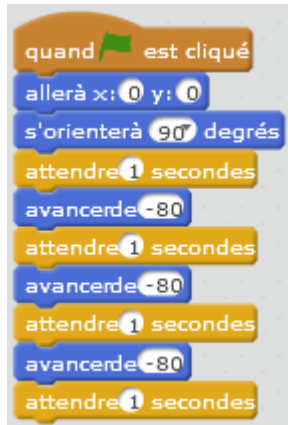 quand est cliqué
allerà x: 0 y: 0
s'orienterà 90 degrés
attendre 1 secondes
avancerde -80
attendre 1 secondes
avancerde -80
attendre 1 secondes
avancerde -80
attendre 1 secondes